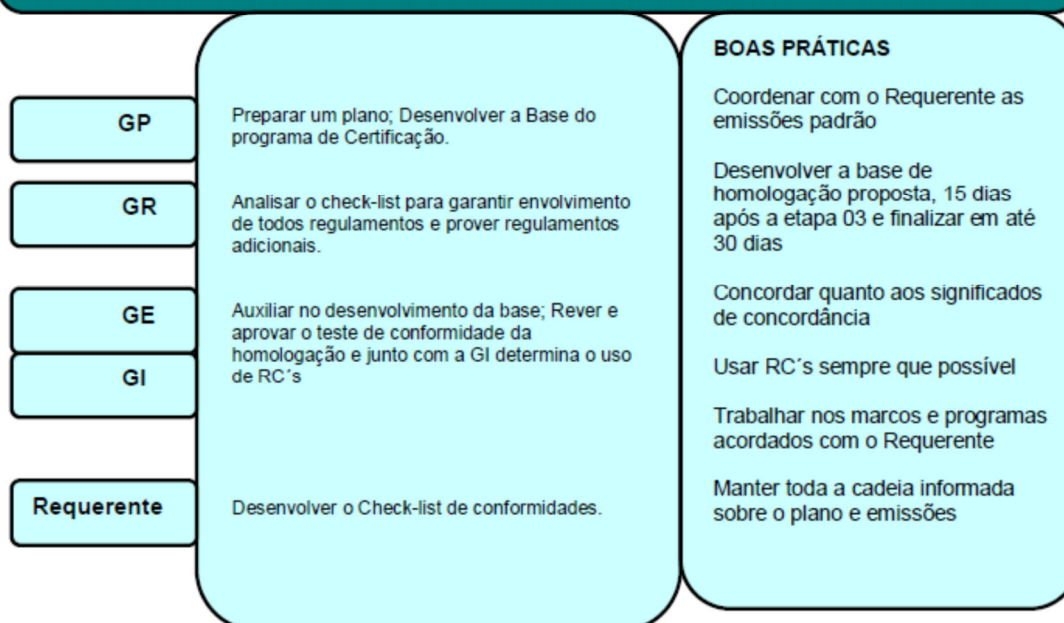 GP
Preparar um plano; Desenvolver a Base do
programa de Certificação.
GR
Analisar o check-list para garantir envolvimento
de todos regulamentos e prover regulamentos
adicionais.
GE
GI
Auxiliar no desenvolvimento da base; Rever e
aprovar o teste de conformidade da
homologação e junto com a GI determina o uso
de RC´s
Requerente
Desenvolver o Check-list de conformidades.
BOAS PRÁTICAS
Coordenar com o Requerente as
emissões padrão
Desenvolver a base de
homologação proposta, 15 dias
após a etapa 03 e finalizar em até
30 dias
Concordar quanto aos significados
de concordância
Usar RC´s sempre que possível
Trabalhar nos marcos e programas
acordados com o Requerente
Manter toda a cadeia informada
sobre o plano e emissões